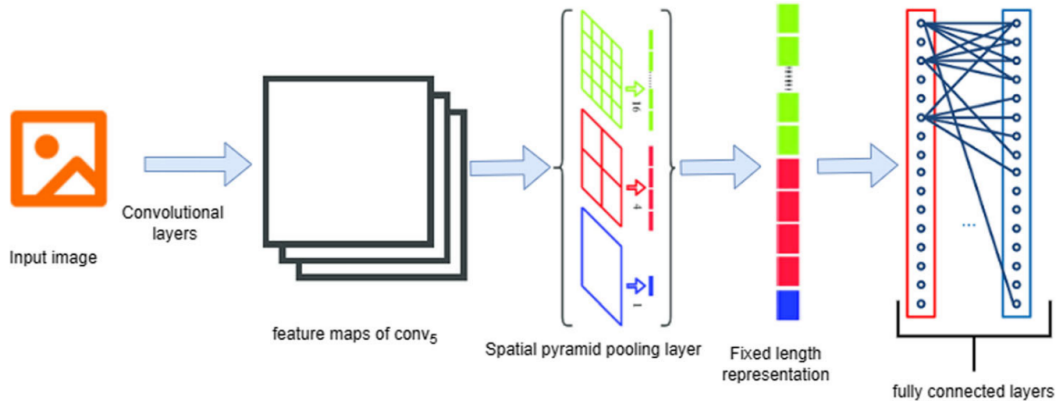 Input image
Convolutional
layers
feature maps of conv5
16
4
1
Spatial pyramid pooling layer
Fixed length
representation
...
fully connected layers